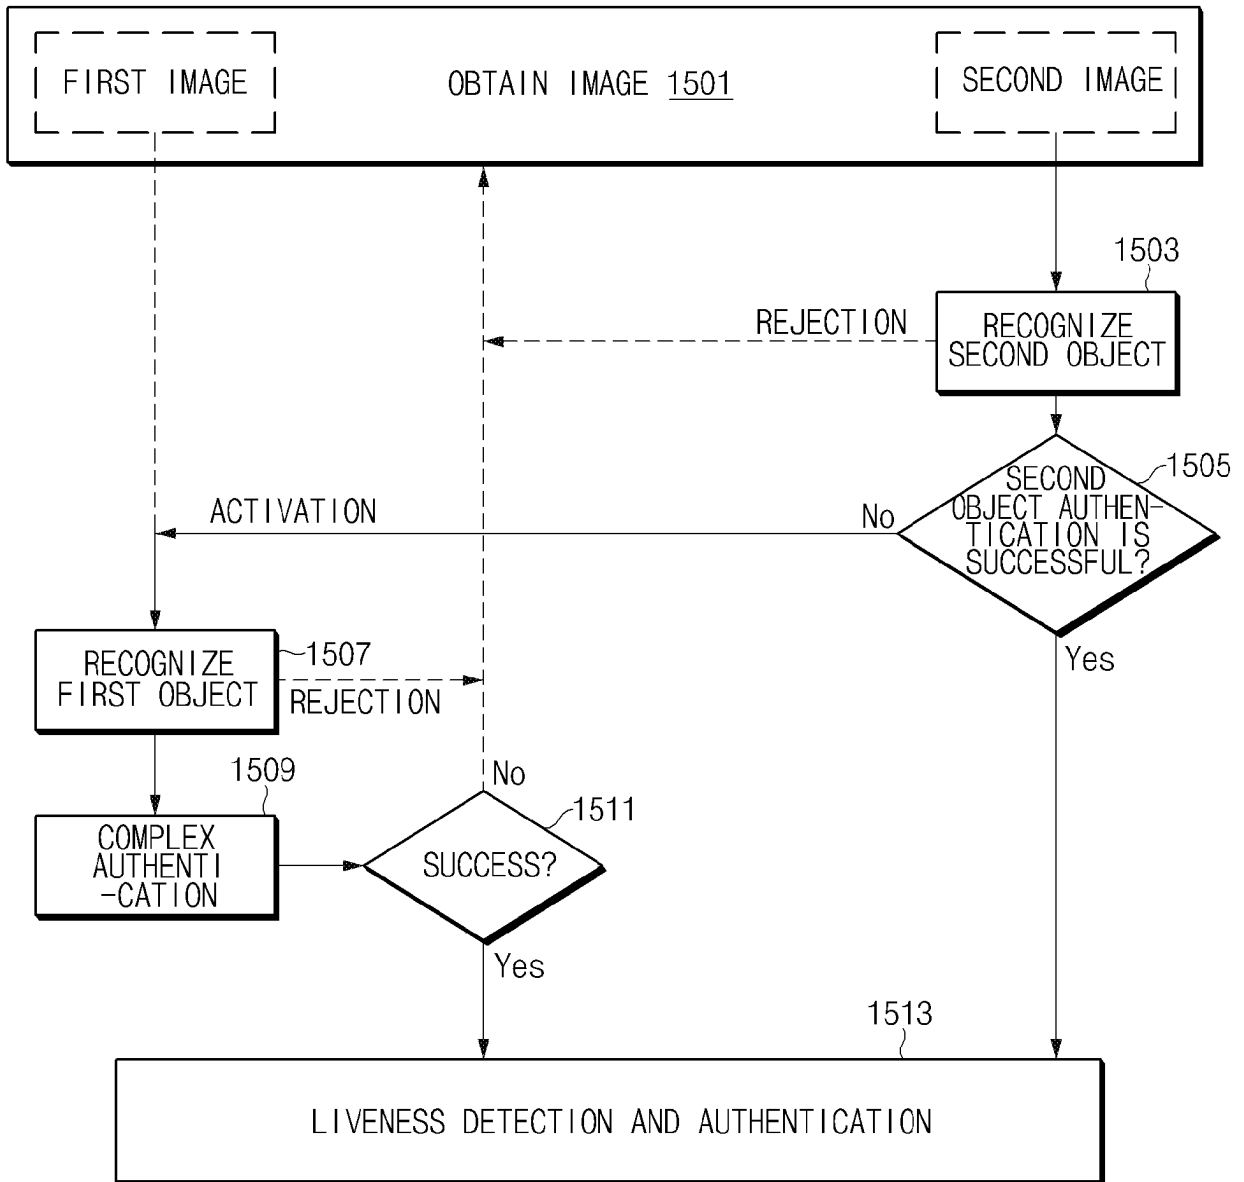 FIRST IMAGE
OBTAIN IMAGE 1501
SECOND IMAGE
1503
RECOGNIZE
SECOND OBJECT
REJECTION
1505
SECOND
OBJECT AUTHEN-
TICATION IS
SUCCESSFUL?
No
ACTIVATION
Yes
1507
RECOGNIZE
FIRST OBJECT
REJECTION
1509
COMPLEX
AUTHENTI
-CATION
No
1511
SUCCESS?
Yes
1513
LIVENESS DETECTION AND AUTHENTICATION